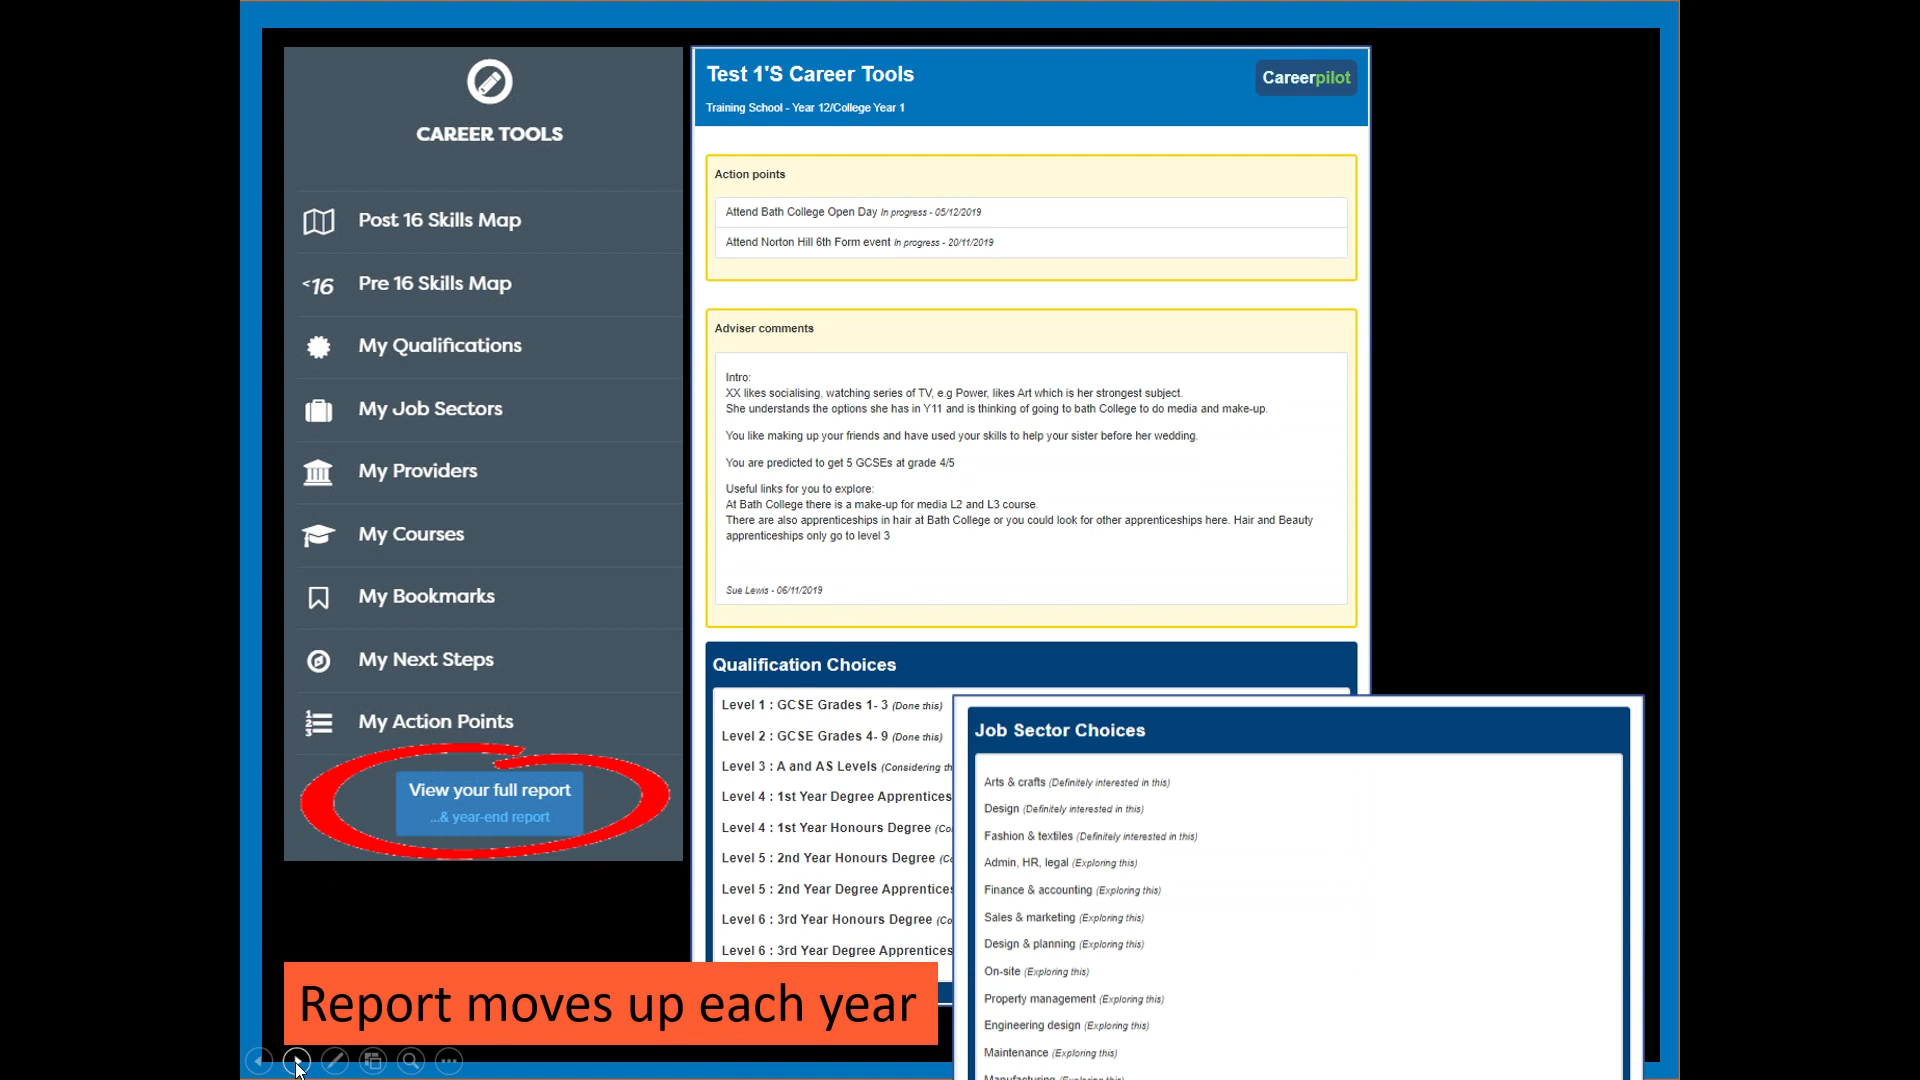 CAREER TOOLS
Post 16 Skills Map
<16 Pre 16 Skills Map
My Qualifications
My Job Sectors
My Providers
My Courses
My Bookmarks
My Next Steps
1 2 3 My Action Points
View your full report
...& year-end report
Report moves up each year
Test 1'S Career Tools
Careerpilot
Training School - Year 12/College Year 1
Action points
Attend Bath College Open Day In progress - 05/12/2019
Attend Norton Hill 6th Form event In progress - 20/11/2019
Adviser comments
Intro:
XX likes socialising, watching series of TV, e.g Power, likes Art which is her strongest subject.
She understands the options she has in Y11 and is thinking of going to bath College to do media and make-up.
You like making up your friends and have used your skills to help your sister before her wedding.
You are predicted to get 5 GCSEs at grade 4/5
Useful links for you to explore:
At Bath College there is a make-up for media L2 and L3 course.
There are also apprenticeships in hair at Bath College or you could look for other apprenticeships here. Hair and Beauty
apprenticeships only go to level 3
Sue Lewis - 06/11/2019
Qualification Choices
Level 1 : GCSE Grades 1- 3 (Done this)
Level 2 : GCSE Grades 4- 9 (Done this)
Level 3 : A and AS Levels (Considering th
Level 4 : 1st Year Degree Apprentices
Level 4 : 1st Year Honours Degree (Co
Level 5 : 2nd Year Honours Degree (Co
Level 5 : 2nd Year Degree Apprentices
Level 6 : 3rd Year Honours Degree (Co
Level 6 : 3rd Year Degree Apprentices
Job Sector Choices
Arts & crafts (Definitely interested in this)
Design (Definitely interested in this)
Fashion & textiles (Definitely interested in this)
Admin, HR, legal (Exploring this)
Finance & accounting (Exploring this)
Sales & marketing (Exploring this)
Design & planning (Exploring this)
On-site (Exploring this)
Property management (Exploring this)
Engineering design (Exploring this)
Maintenance (Exploring this)
Manufacturing (Exploring this)